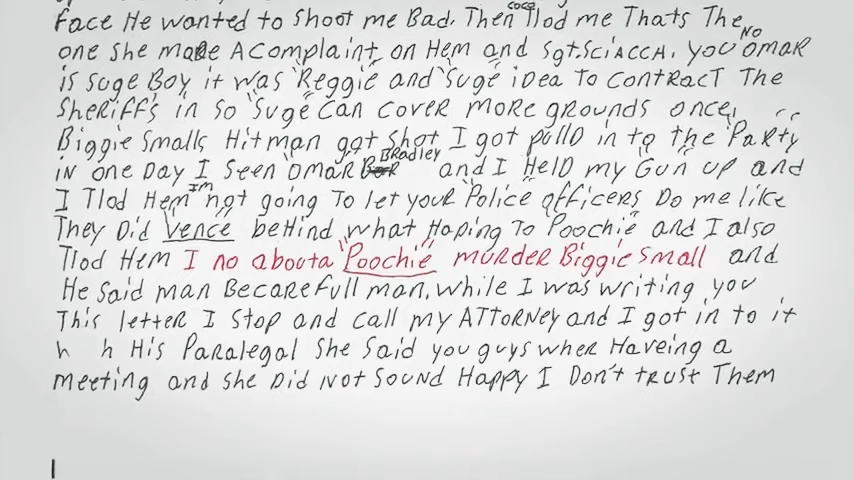 face He wanted to Shoot me Bad. Then coco Tlod me Thats The
one She made A complaint on Hem and Sgt. SciAccA, you NO OMAR
is suge Boy it was "Reggie" and "Suge" idea To contract The
Sheriff's in so "Suge" can cover more grounds once,
Biggie Smalls Hitman got Shot I got pulld in to the "Party"
in one Day I Seen "OMAR Bradley" and I Held my "Gun" up and
I Tlod Hem Im not going To let your "Police" officers Do me like
They Did Vence behind what Haping To "Poochie" and I also
Tlod Hem I no abouta "Poochie" murder Biggie Small and
He Said man Becarefull man, while I was writing you
This letter I Stop and call my ATTorney and I got in to it
His Paralegal She Said you guys wher Haveing a
meeting and She Did Not Sound Happy I Don't trust Them